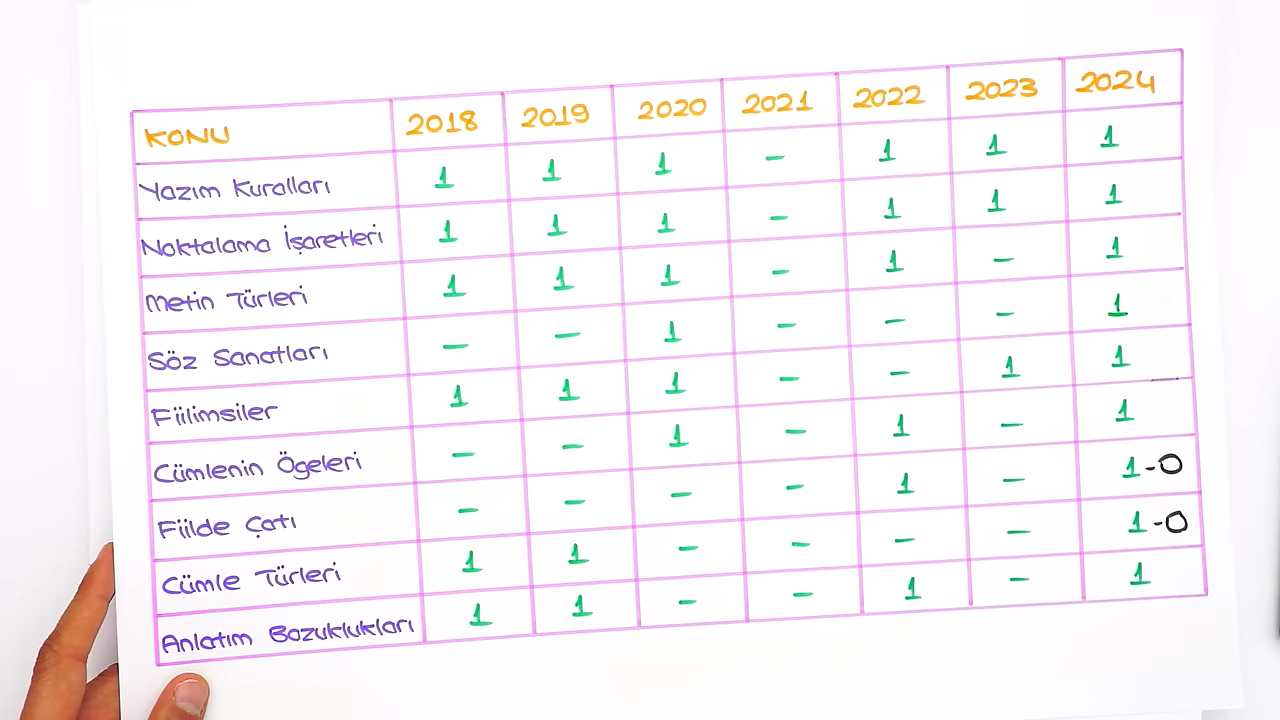 KONU 2018 2019 2020 2021 2022 2023 2024
Yazım Kuralları 1 1 1 - 1 1 1
Noktalama İşaretleri 1 1 1 - 1 1 1
Metin Türleri 1 1 1 - 1 - 1
Söz Sanatları - - 1 - - - 1
Fiilimsiler 1 1 1 - - 1 1
Cümlenin Ögeleri - - 1 - 1 - 1
Fiilde Çatı - - - - 1 - 1-0
Cümle Türleri 1 1 - - - - 1-0
Anlatım Bozuklukları 1 1 - - 1 - 1